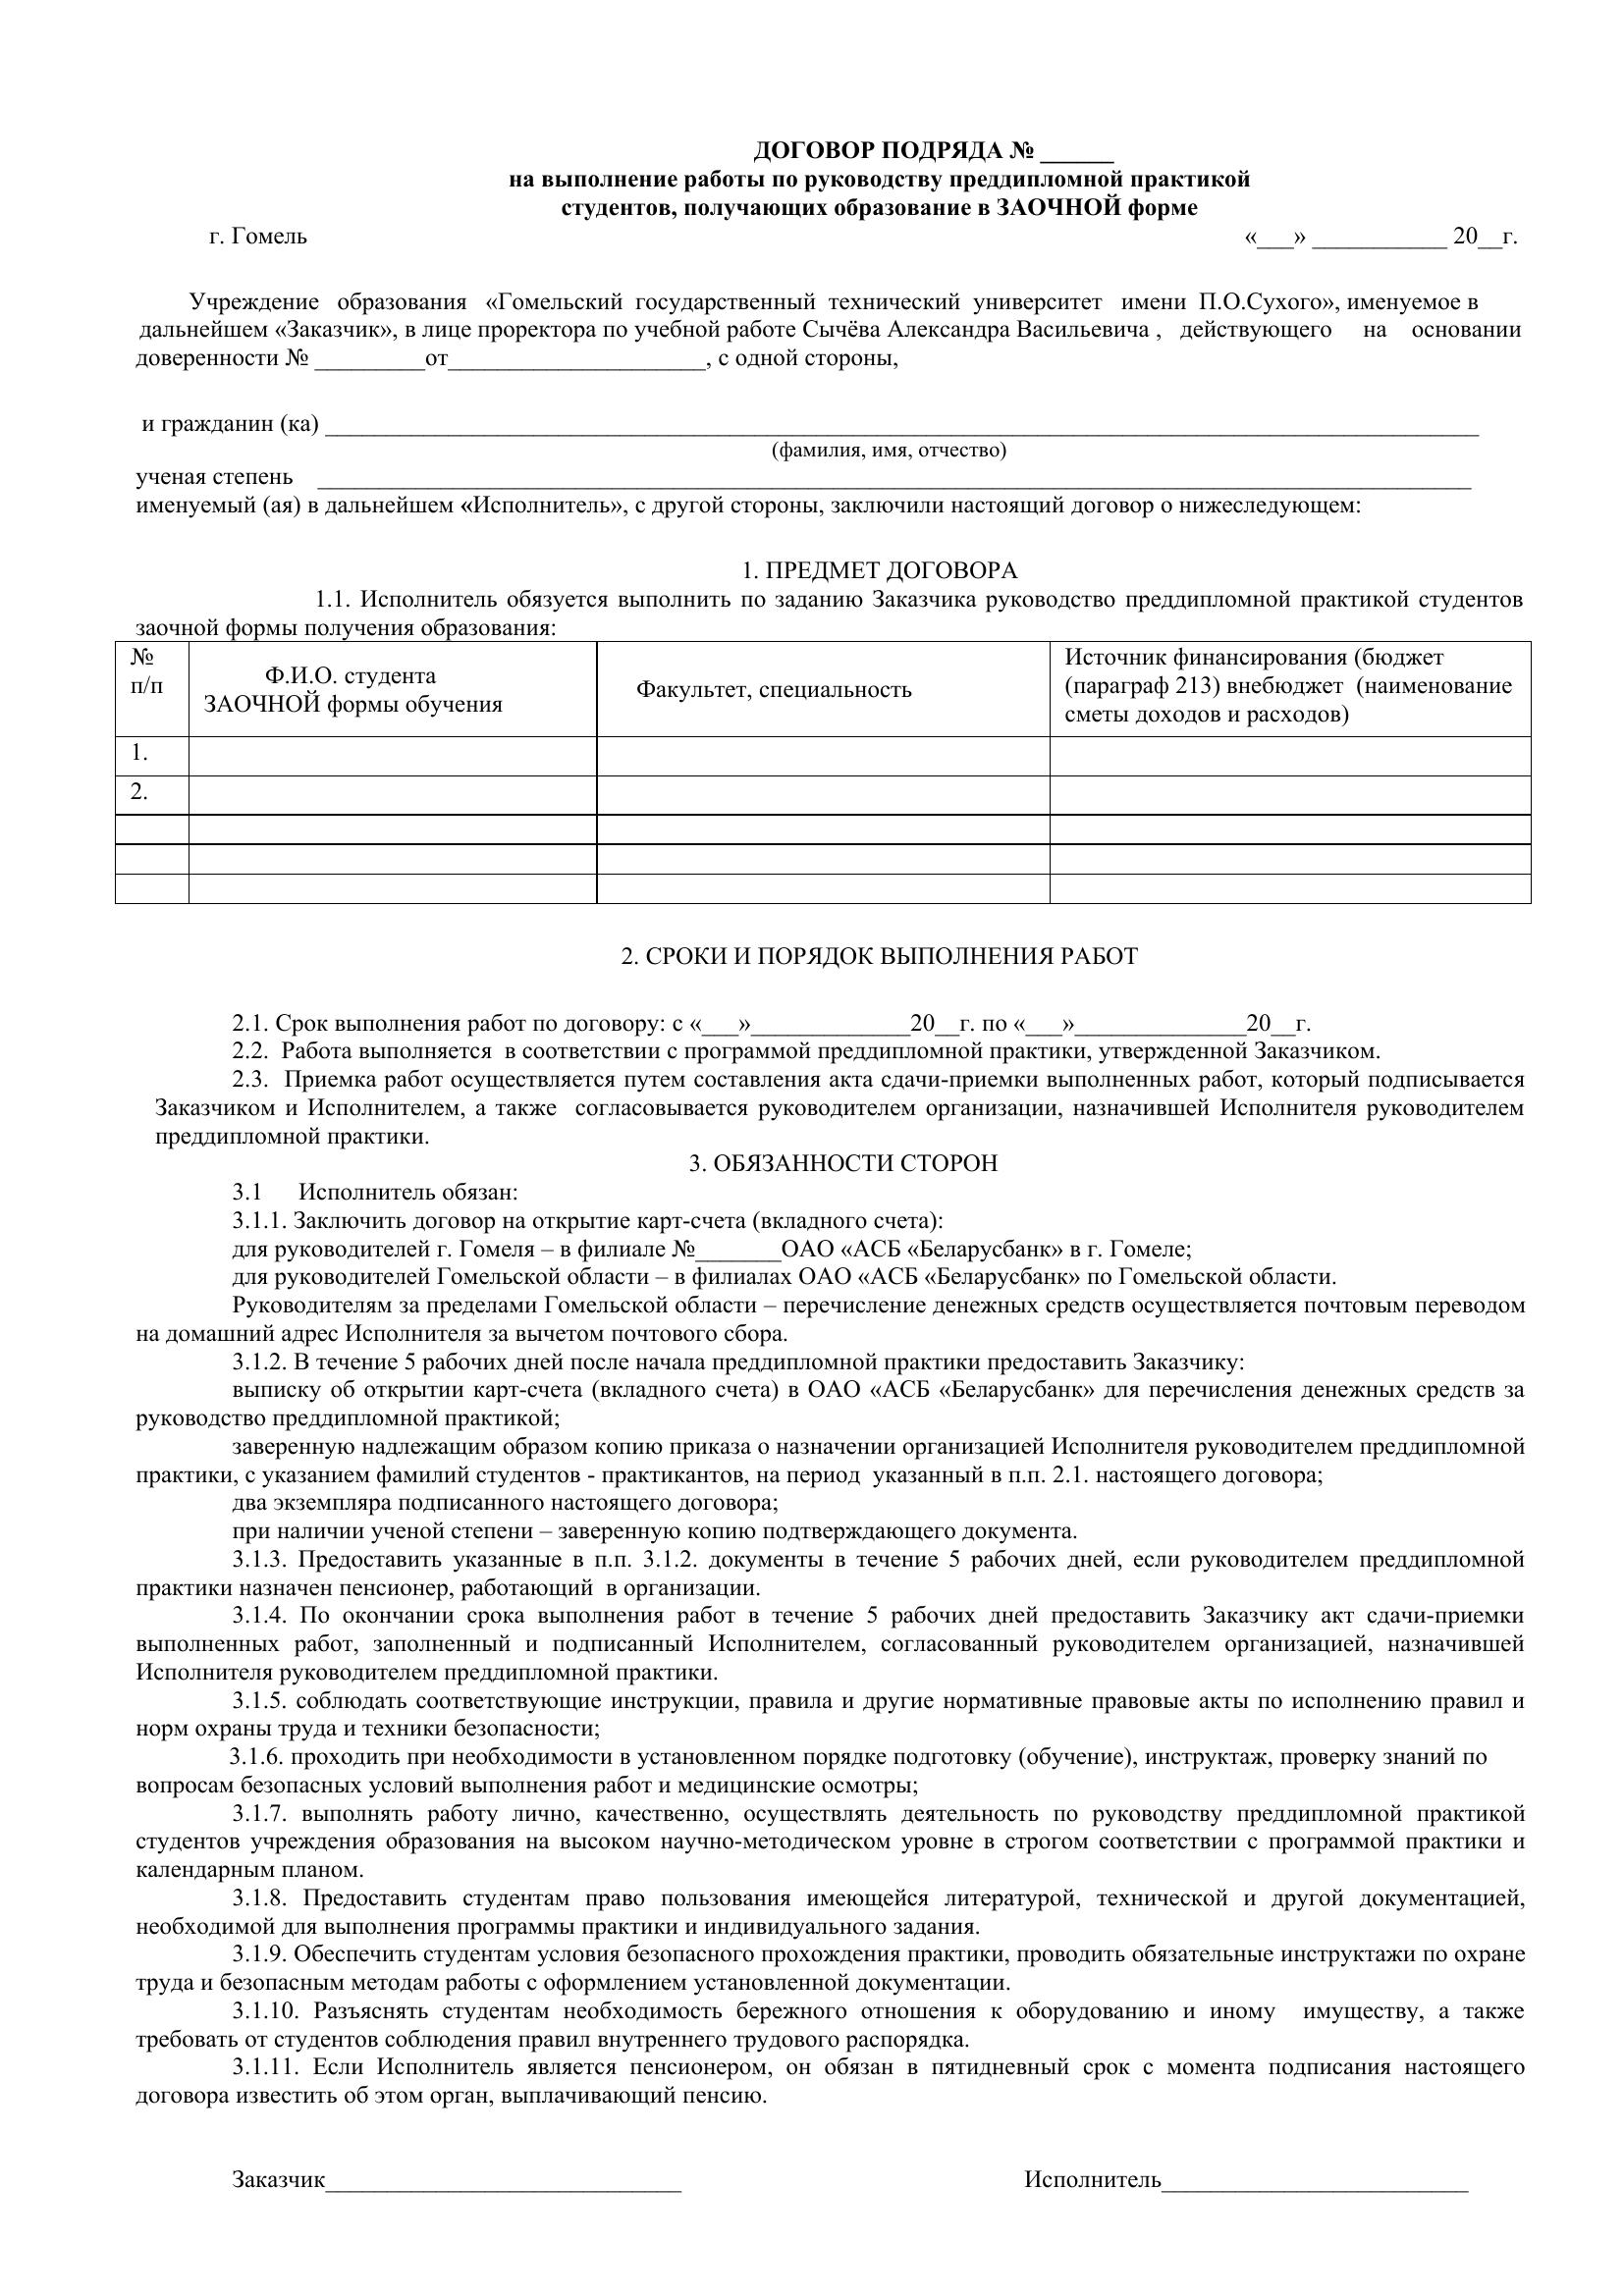 ДОГОВОР ПОДРЯДА № ______
на выполнение работы по руководству преддипломной практикой
студентов, получающих образование в ЗАОЧНОЙ форме
г. Гомель «___» ___________ 20__г.
Учреждение образования «Гомельский государственный технический университет имени П.О.Сухого», именуемое в
дальнейшем «Заказчик», в лице проректора по учебной работе Сычёва Александра Васильевича , действующего на основании
доверенности № _________от_____________________, с одной стороны,
и гражданин (ка) ______________________________________________________________________________________________
(фамилия, имя, отчество)
ученая степень ______________________________________________________________________________________________
именуемый (ая) в дальнейшем «Исполнитель», с другой стороны, заключили настоящий договор о нижеследующем:
1. ПРЕДМЕТ ДОГОВОРА
1.1. Исполнитель обязуется выполнить по заданию Заказчика руководство преддипломной практикой студентов
заочной формы получения образования:
№
п/п
Ф.И.О. студента
ЗАОЧНОЙ формы обучения
Факультет, специальность
Источник финансирования (бюджет
(параграф 213) внебюджет (наименование
сметы доходов и расходов)
1.
2.
2. СРОКИ И ПОРЯДОК ВЫПОЛНЕНИЯ РАБОТ
2.1. Срок выполнения работ по договору: с «___»_____________20__г. по «___»______________20__г.
2.2. Работа выполняется в соответствии с программой преддипломной практики, утвержденной Заказчиком.
2.3. Приемка работ осуществляется путем составления акта сдачи-приемки выполненных работ, который подписывается
Заказчиком и Исполнителем, а также согласовывается руководителем организации, назначившей Исполнителя руководителем
преддипломной практики.
3. ОБЯЗАННОСТИ СТОРОН
3.1 Исполнитель обязан:
3.1.1. Заключить договор на открытие карт-счета (вкладного счета):
для руководителей г. Гомеля – в филиале №_______ОАО «АСБ «Беларусбанк» в г. Гомеле;
для руководителей Гомельской области – в филиалах ОАО «АСБ «Беларусбанк» по Гомельской области.
Руководителям за пределами Гомельской области – перечисление денежных средств осуществляется почтовым переводом
на домашний адрес Исполнителя за вычетом почтового сбора.
3.1.2. В течение 5 рабочих дней после начала преддипломной практики предоставить Заказчику:
выписку об открытии карт-счета (вкладного счета) в ОАО «АСБ «Беларусбанк» для перечисления денежных средств за
руководство преддипломной практикой;
заверенную надлежащим образом копию приказа о назначении организацией Исполнителя руководителем преддипломной
практики, с указанием фамилий студентов - практикантов, на период указанный в п.п. 2.1. настоящего договора;
два экземпляра подписанного настоящего договора;
при наличии ученой степени – заверенную копию подтверждающего документа.
3.1.3. Предоставить указанные в п.п. 3.1.2. документы в течение 5 рабочих дней, если руководителем преддипломной
практики назначен пенсионер, работающий в организации.
3.1.4. По окончании срока выполнения работ в течение 5 рабочих дней предоставить Заказчику акт сдачи-приемки
выполненных работ, заполненный и подписанный Исполнителем, согласованный руководителем организацией, назначившей
Исполнителя руководителем преддипломной практики.
3.1.5. соблюдать соответствующие инструкции, правила и другие нормативные правовые акты по исполнению правил и
норм охраны труда и техники безопасности;
3.1.6. проходить при необходимости в установленном порядке подготовку (обучение), инструктаж, проверку знаний по
вопросам безопасных условий выполнения работ и медицинские осмотры;
3.1.7. выполнять работу лично, качественно, осуществлять деятельность по руководству преддипломной практикой
студентов учреждения образования на высоком научно-методическом уровне в строгом соответствии с программой практики и
календарным планом.
3.1.8. Предоставить студентам право пользования имеющейся литературой, технической и другой документацией,
необходимой для выполнения программы практики и индивидуального задания.
3.1.9. Обеспечить студентам условия безопасного прохождения практики, проводить обязательные инструктажи по охране
труда и безопасным методам работы с оформлением установленной документации.
3.1.10. Разъяснять студентам необходимость бережного отношения к оборудованию и иному имуществу, а также
требовать от студентов соблюдения правил внутреннего трудового распорядка.
3.1.11. Если Исполнитель является пенсионером, он обязан в пятидневный срок с момента подписания настоящего
договора известить об этом орган, выплачивающий пенсию.
Заказчик_____________________________ Исполнитель_________________________